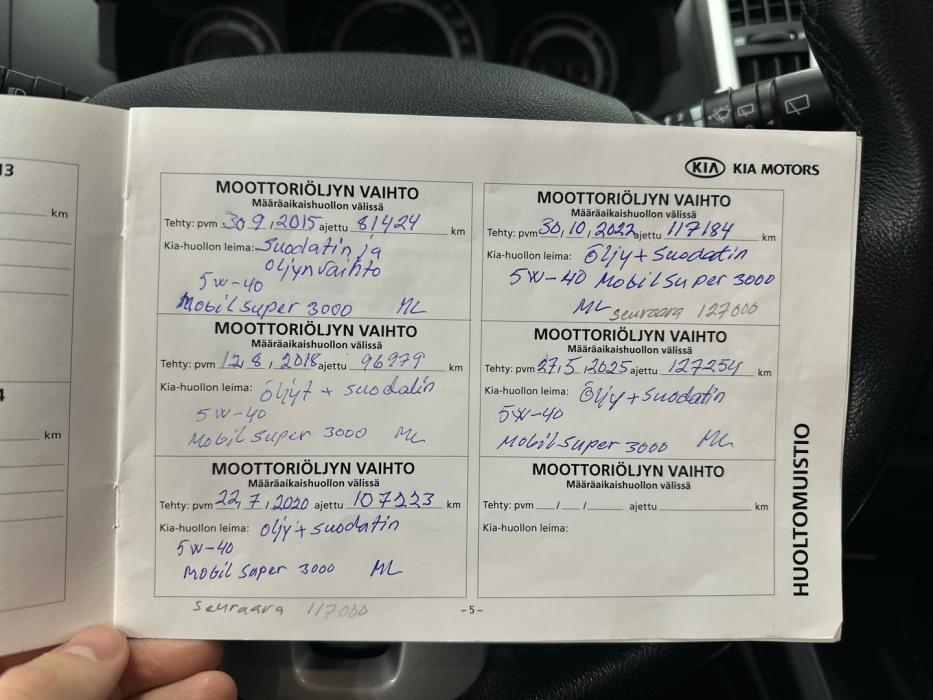 13
km
4
km
KIA KIA MOTORS
MOOTTORIÖLJYN VAIHTO
Määräaikaishuollon välissä
Tehty: pvm 30 9, 2015 ajettu 81424 km
Kia-huollon leima: Suodatin ja
öljynvaihto
5W-40
Mobil Super 3000 ML
MOOTTORIÖLJYN VAIHTO
Määräaikaishuollon välissä
Tehty: pvm 12, 8, 2018 ajettu 96979 km
Kia-huollon leima: öljyt + suodatin
5W-40
Mobil Super 3000 ML
MOOTTORIÖLJYN VAIHTO
Määräaikaishuollon välissä
Tehty: pvm 22, 7, 2020 ajettu 107223 km
Kia-huollon leima: Öljy + suodatin
5W-40
Mobil Super 3000 ML
Seuraava 117000
MOOTTORIÖLJYN VAIHTO
Määräaikaishuollon välissä
Tehty: pvm 30, 10, 2022 ajettu 117184 km
Kia-huollon leima: Öljy + Suodatin
5W-40 Mobil Super 3000
ML seuraava 127000
MOOTTORIÖLJYN VAIHTO
Määräaikaishuollon välissä
Tehty: pvm 27, 5, 2025 ajettu 127254 km
Kia-huollon leima: Öljy + suodatin
5W-40
Mobil Super 3000 ML
MOOTTORIÖLJYN VAIHTO
Määräaikaishuollon välissä
Tehty: pvm / / ajettu km
Kia-huollon leima:
HUOLTOMUISTIO
-5-